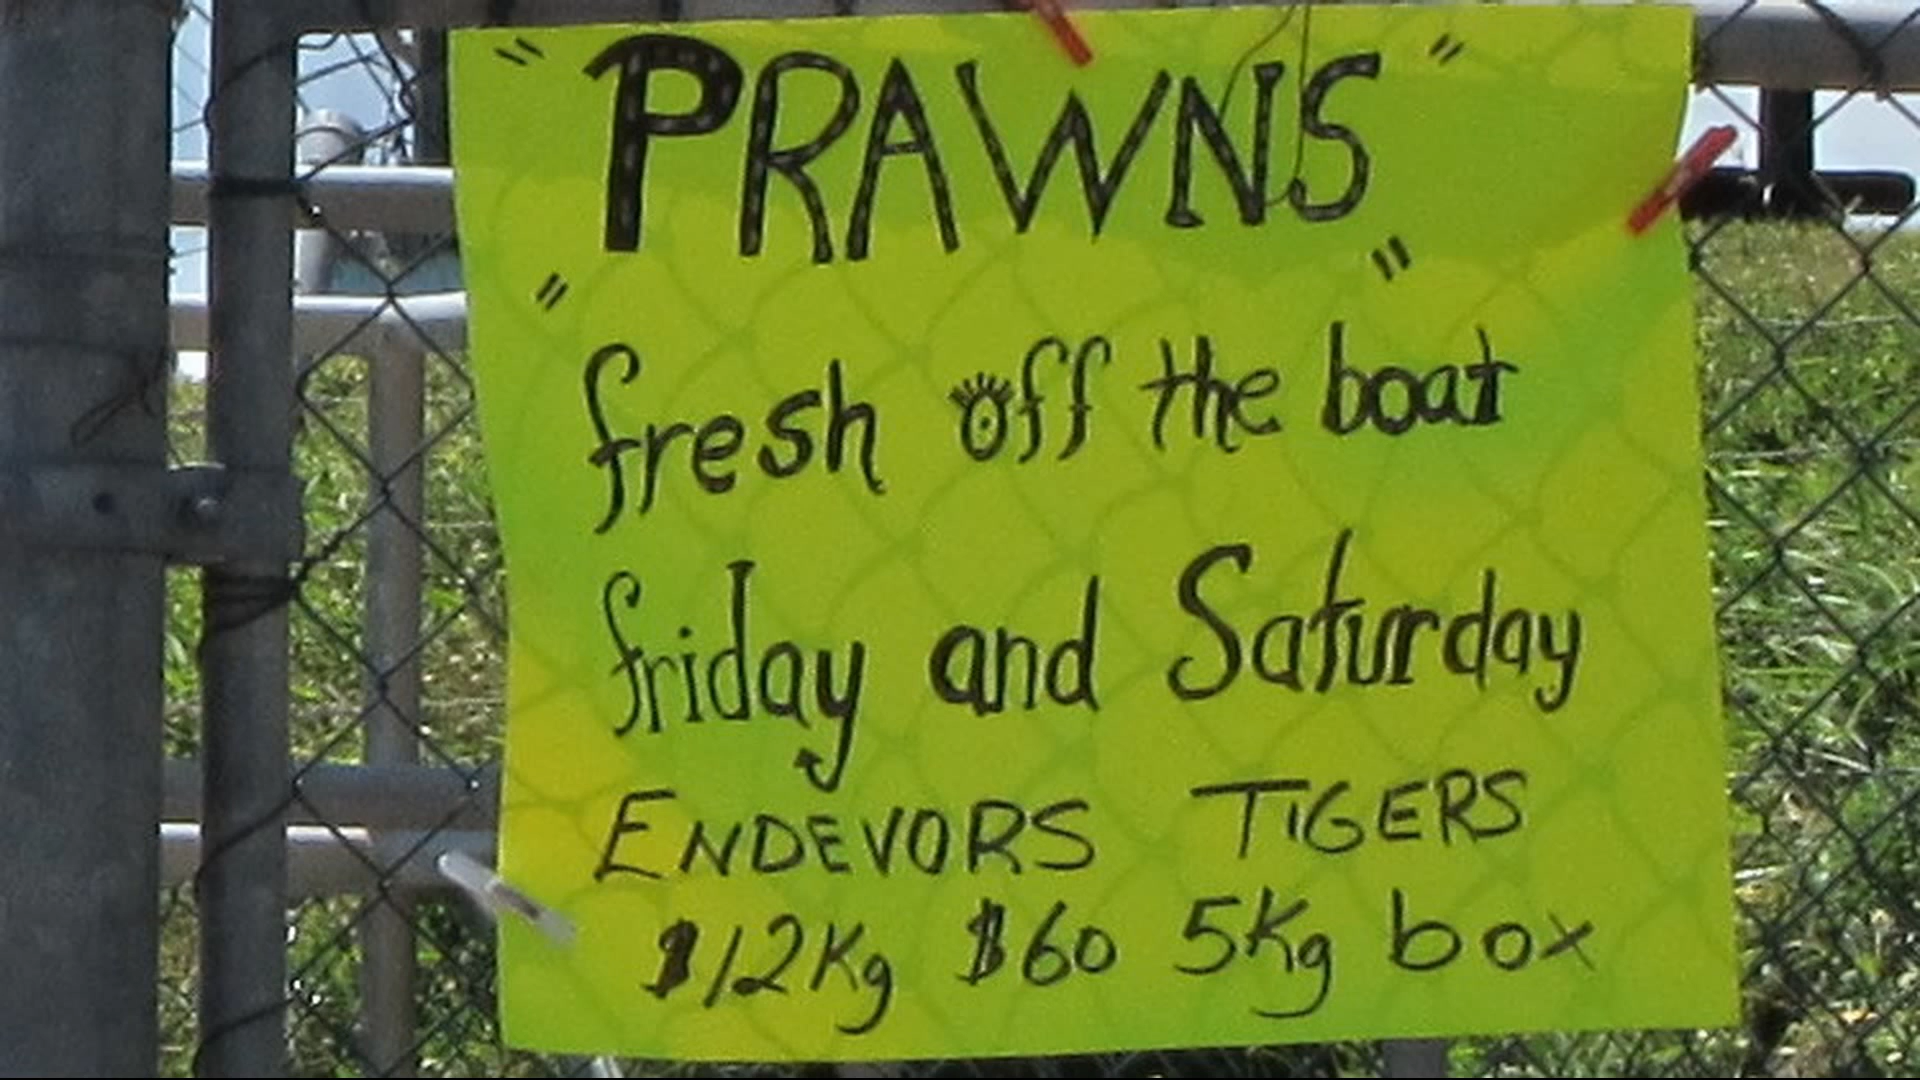 "PRAWNS"
"fresh off the boat"
friday and Saturday
ENDEVORS TIGERS
$12Kg $60 5Kg box